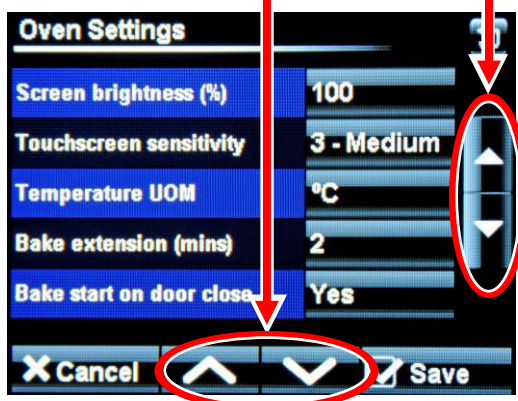 Oven Settings
Screen brightness (%) 100
Touchscreen sensitivity 3 - Medium
Temperature UOM ºC
Bake extension (mins) 2
Bake start on door close Yes
Cancel Save